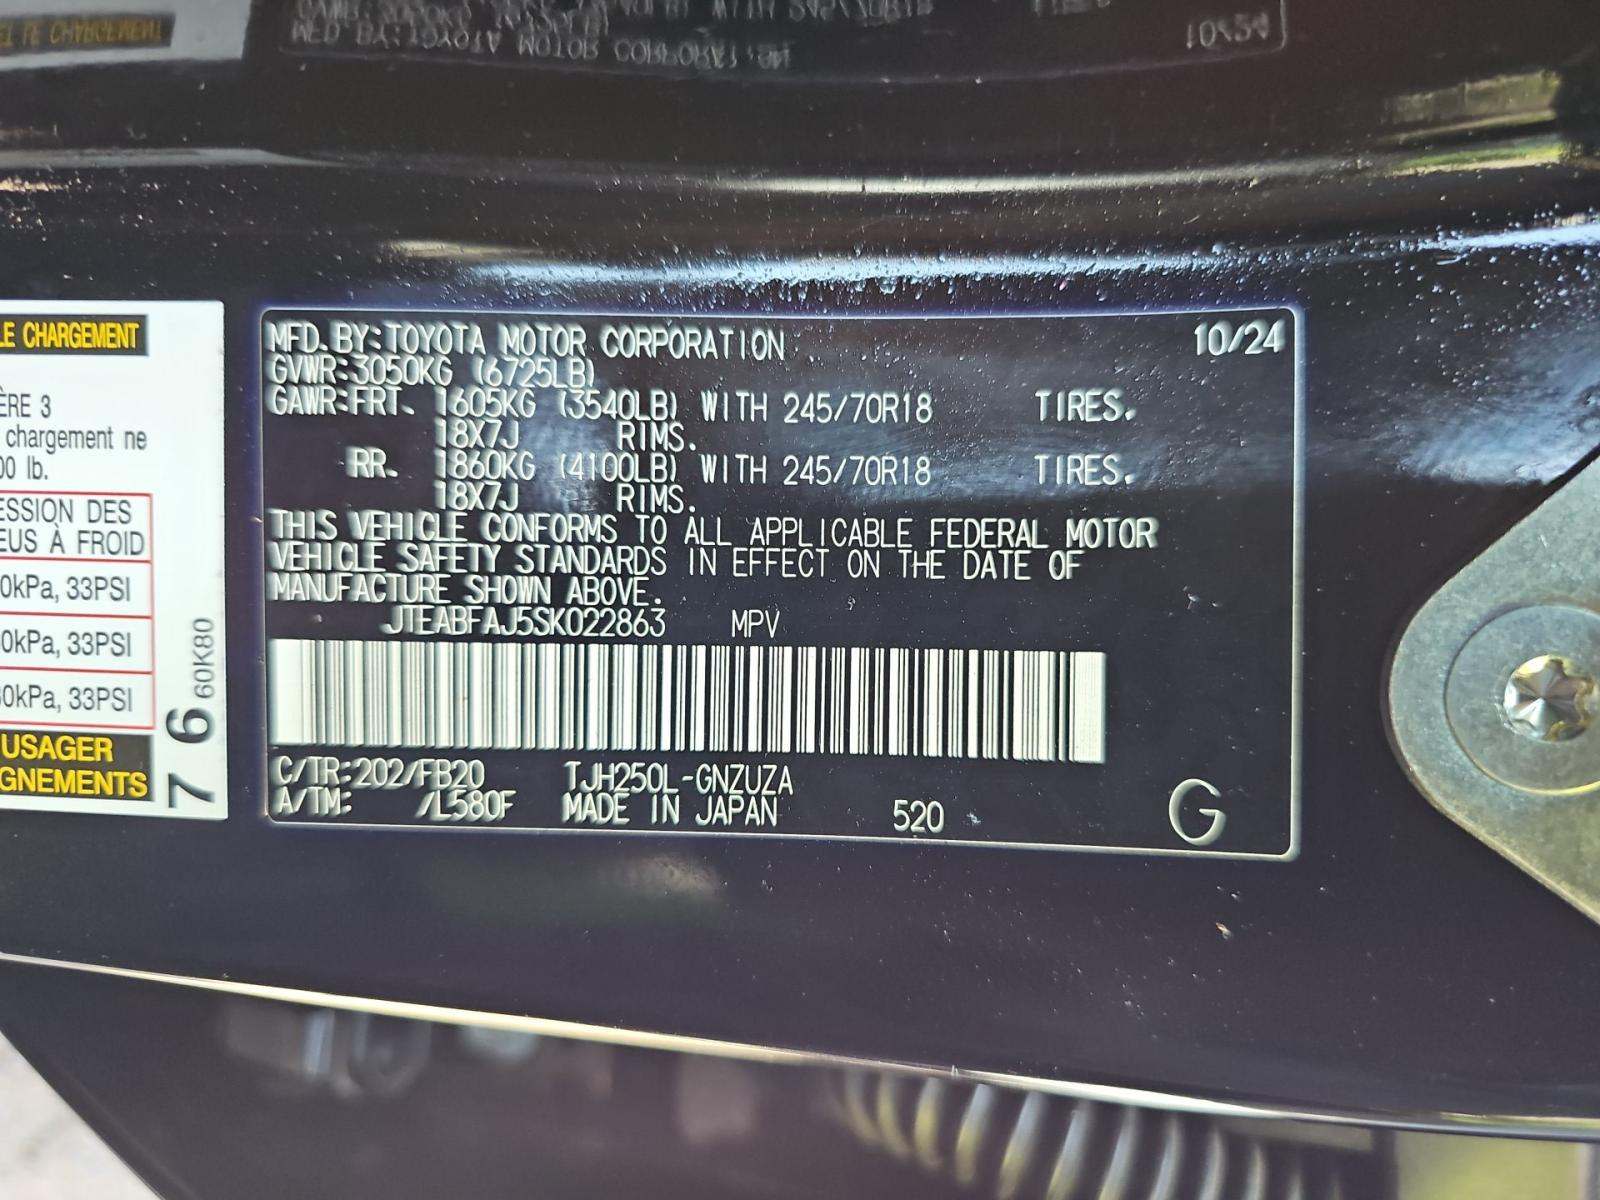 MFD. BY: TOYOTA MOTOR CORPORATION 10/24
GVWR: 3050KG (6725LB)
GAWR: FRT. 1605KG (3540LB) WITH 245/70R18 TIRES.
18X7J RIMS.
RR. 1860KG (4100LB) WITH 245/70R18 TIRES.
18X7J RIMS.
THIS VEHICLE CONFORMS TO ALL APPLICABLE FEDERAL MOTOR
VEHICLE SAFETY STANDARDS IN EFFECT ON THE DATE OF
MANUFACTURE SHOWN ABOVE.
JTEABFAJ5SK022863 MPV
C/TR: 202/FB20 TJH250L-GNZUZA
A/TM: /L580F MADE IN JAPAN 520 G
LE CHARGEMENT
ÈRE 3
chargement ne
00 lb.
ESSION DES
EUS À FROID
0kPa, 33PSI
0kPa, 33PSI
0kPa, 33PSI
USAGER
GNEMENTS
7 6 60K80